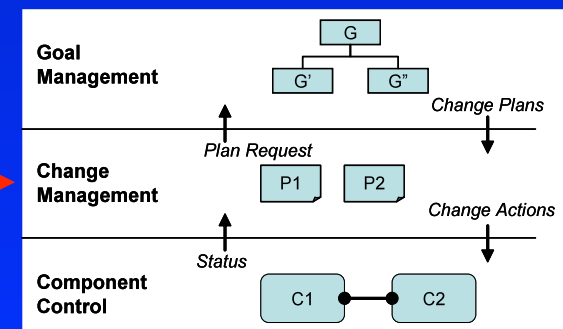 G
Goal
Management
G'
G"
Change Plans
Plan Request
Change
Management
P1
P2
Change Actions
Status
Component
Control
C1
C2